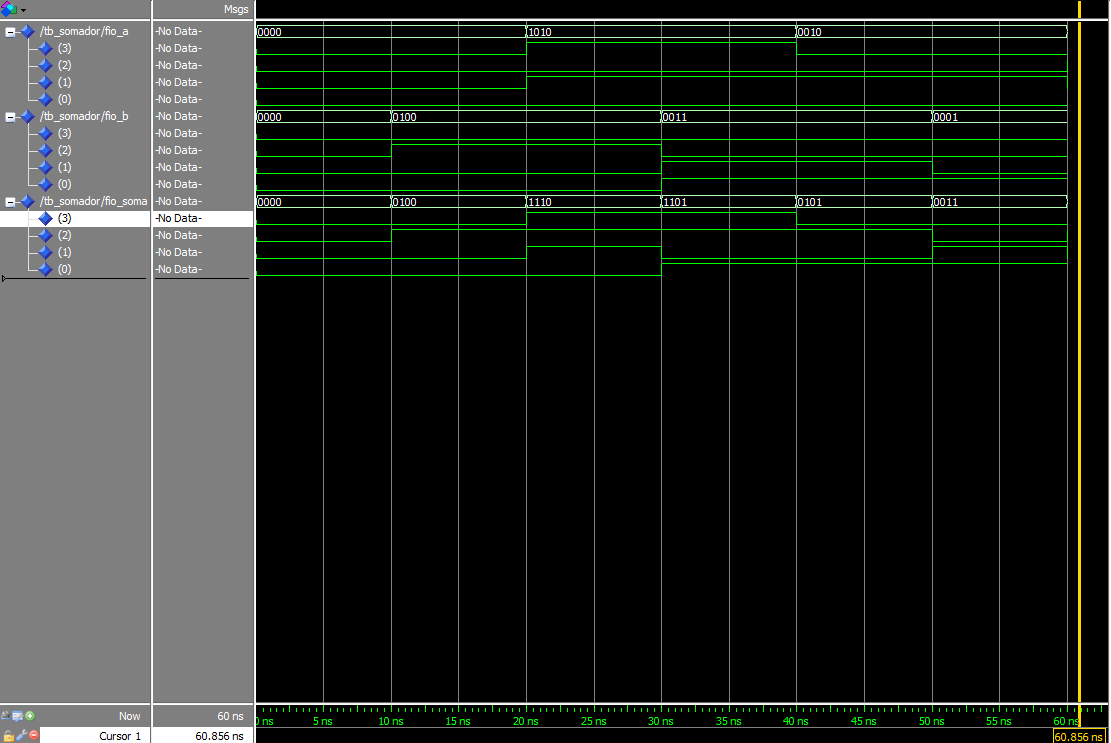 Msgs
/tb_somador/fio_a -No Data- 0000 1010 0010
(3) -No Data-
(2) -No Data-
(1) -No Data-
(0) -No Data-
/tb_somador/fio_b -No Data- 0000 0100 0011 0001
(3) -No Data-
(2) -No Data-
(1) -No Data-
(0) -No Data-
/tb_somador/fio_soma -No Data- 0000 0100 1110 1101 0101 0011
(3) -No Data-
(2) -No Data-
(1) -No Data-
(0) -No Data-
Now 60 ns 0 ns 5 ns 10 ns 15 ns 20 ns 25 ns 30 ns 35 ns 40 ns 45 ns 50 ns 55 ns 60 ns
Cursor 1 60.856 ns 60.856 ns